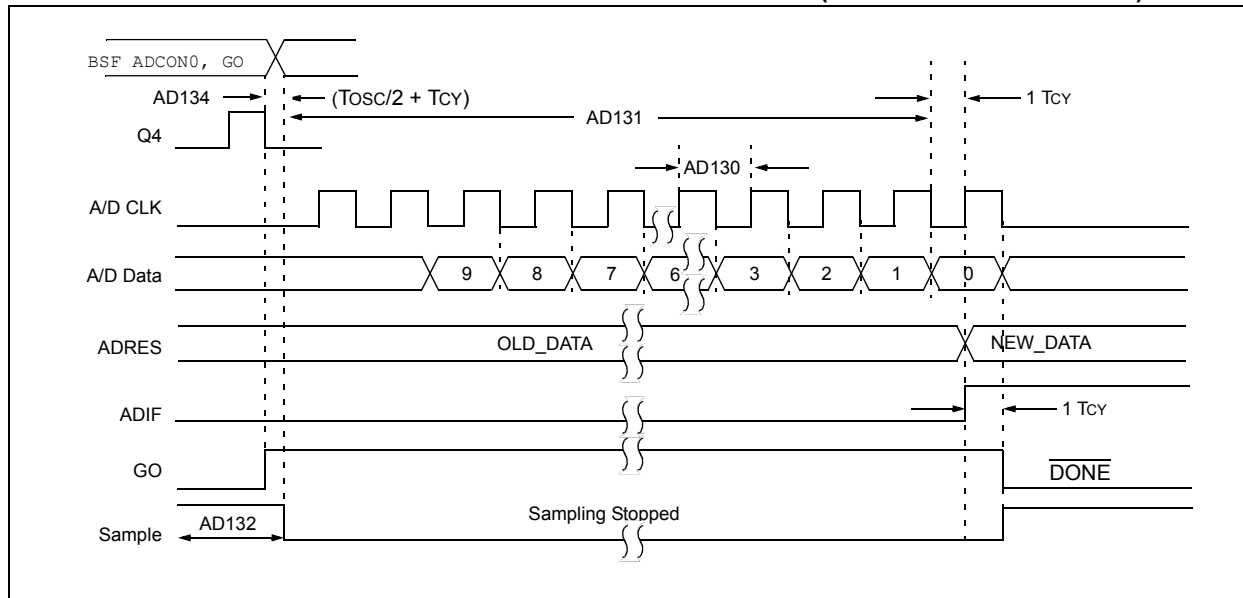 BSF ADCON0, GO
AD134
(TOSC/2 + TCY)
1 TCY
AD131
Q4
AD130
A/D CLK
A/D Data
9
8
7
6
3
2
1
0
ADRES
OLD_DATA
NEW_DATA
ADIF
1 TCY
GO
DONE
Sample
AD132
Sampling Stopped